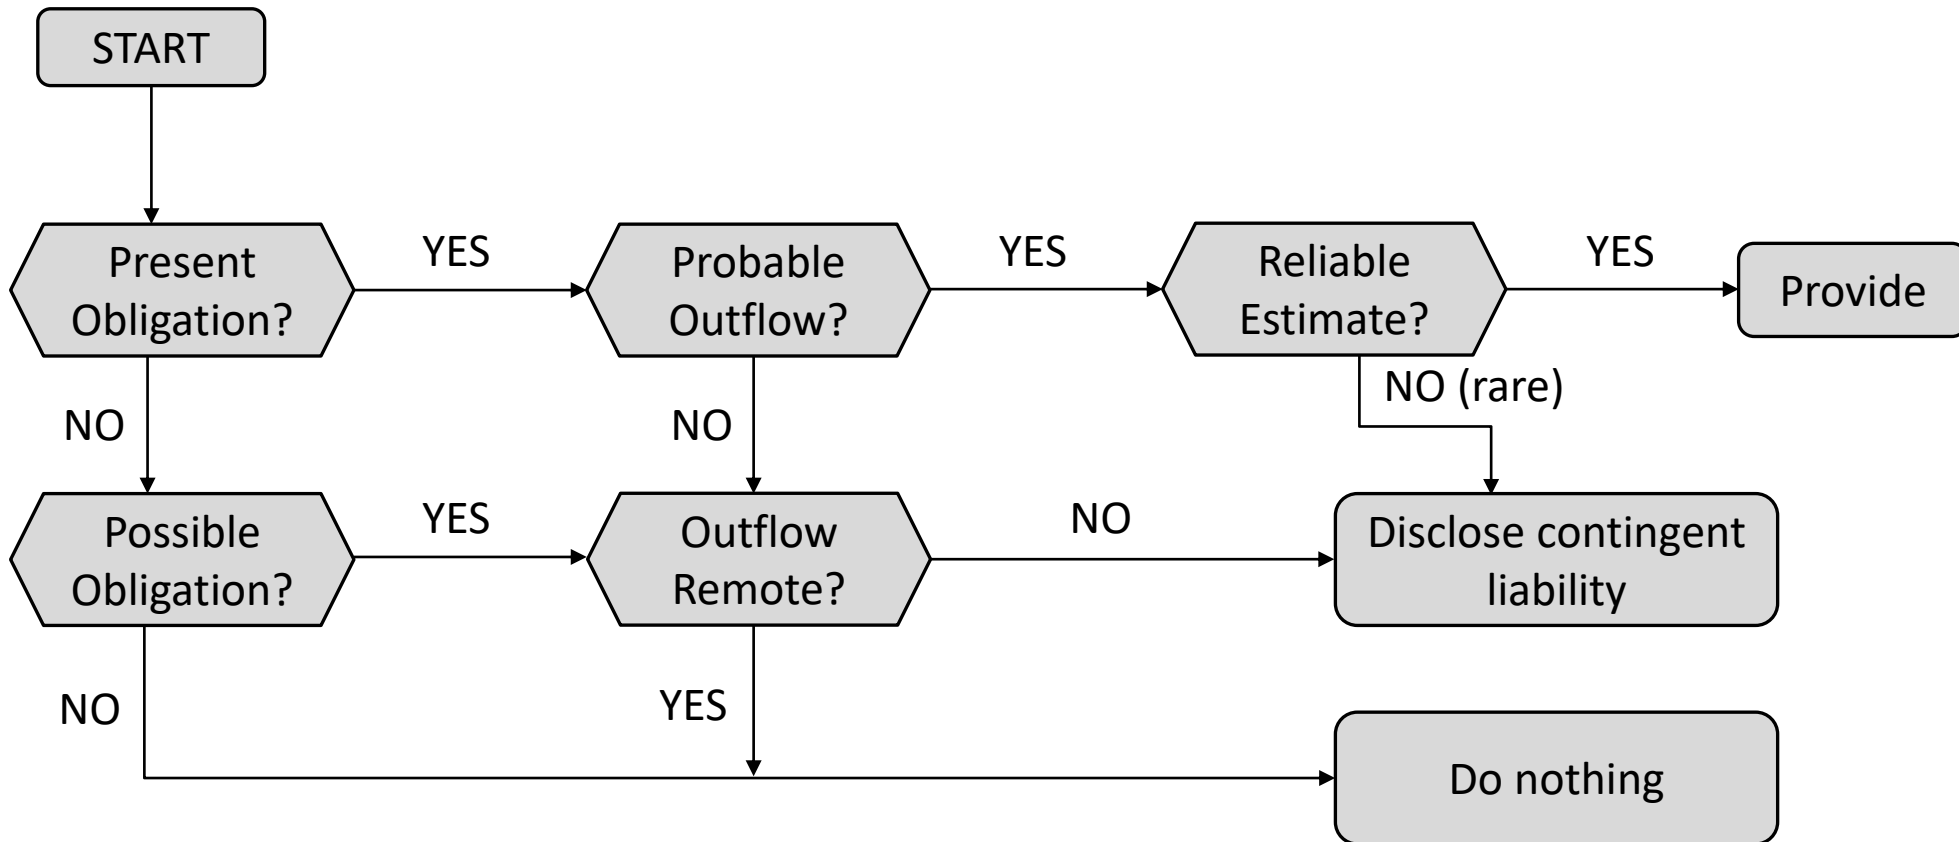 START
Present
Obligation?
YES
Probable
Outflow?
YES
Reliable
Estimate?
YES
Provide
NO
NO
NO (rare)
Possible
Obligation?
YES
Outflow
Remote?
NO
Disclose contingent
liability
NO
YES
Do nothing